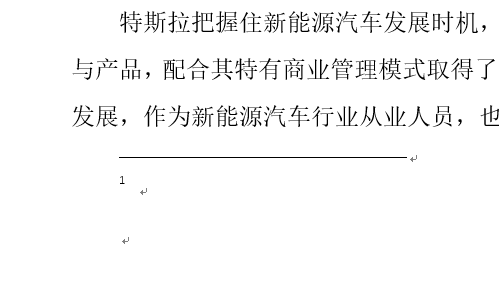 特斯拉把握住新能源汽车发展时机，
与产品，配合其特有商业管理模式取得了
发展，作为新能源汽车行业从业人员，也
1